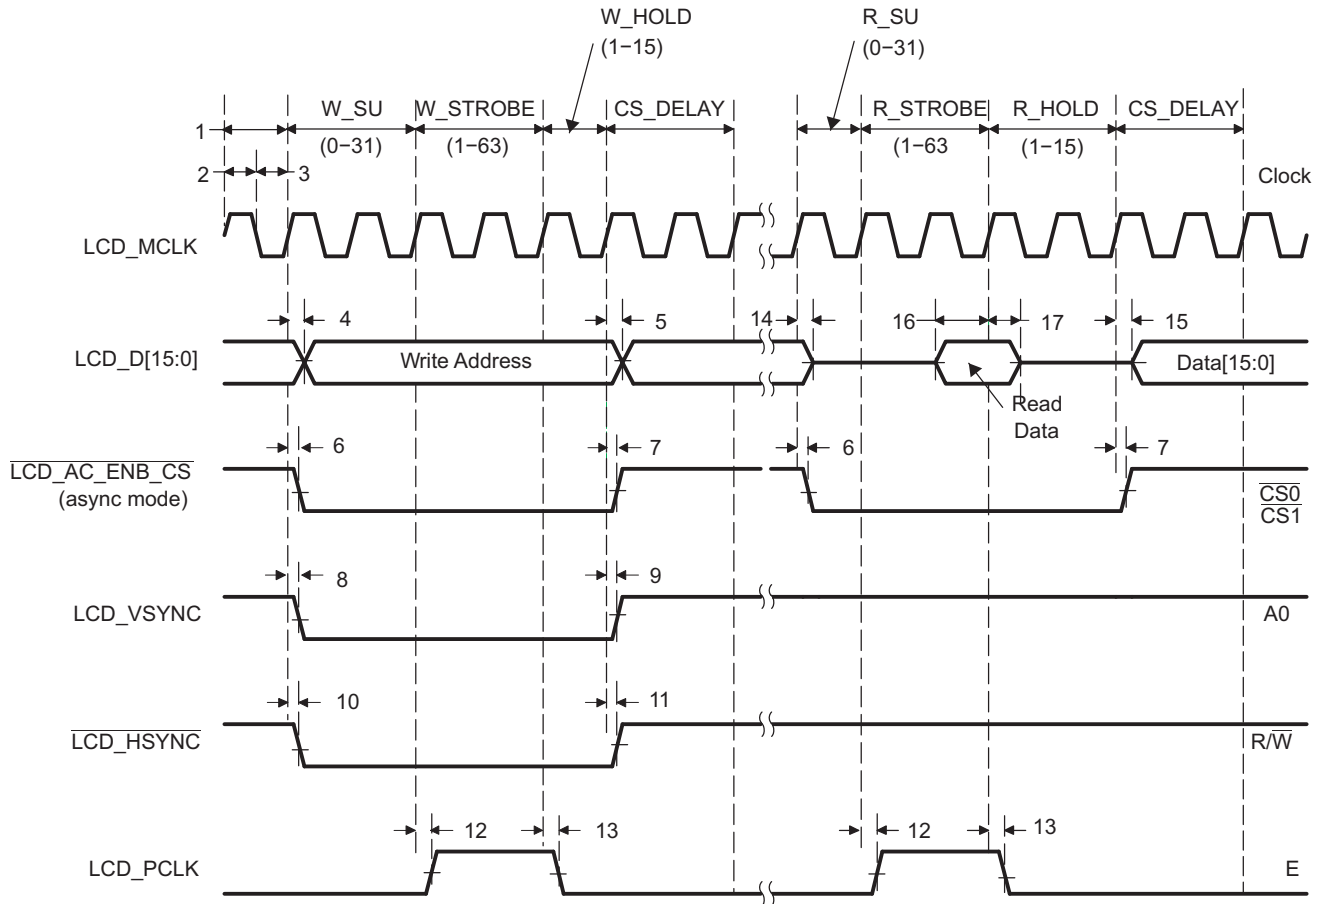 W_HOLD
(1−15)
R_SU
(0−31)
1
W_SU
(0−31)
W_STROBE
(1−63)
CS_DELAY
R_STROBE
(1−63
R_HOLD
(1−15)
CS_DELAY
2
3
Clock
LCD_MCLK
4
5
14
16
17
15
LCD_D[15:0]
Write Address
Data[15:0]
Read
Data
6
7
6
7
LCD_AC_ENB_CS
(async mode)
CS0
CS1
8
9
LCD_VSYNC
A0
10
11
LCD_HSYNC
R/W
12
13
12
13
LCD_PCLK
E